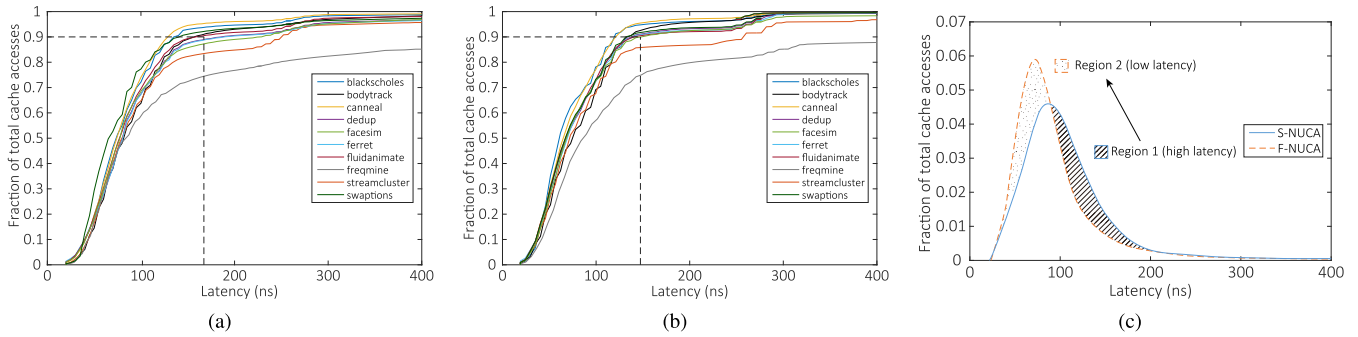 Fraction of total cache accesses
1
0.9
0.8
0.7
0.6
0.5
0.4
0.3
0.2
0.1
0
blackscholes
bodytrack
canneal
dedup
facesim
ferret
fluidanimate
freqmine
streamcluster
swaptions
0 100 200 300 400
Latency (ns)
(a)
Fraction of total cache accesses
1
0.9
0.8
0.7
0.6
0.5
0.4
0.3
0.2
0.1
0
blackscholes
bodytrack
canneal
dedup
facesim
ferret
fluidanimate
freqmine
streamcluster
swaptions
0 100 200 300 400
Latency (ns)
(b)
Fraction of total cache accesses
0.07
0.06
0.05
0.04
0.03
0.02
0.01
0
Region 2 (low latency)
Region 1 (high latency)
S-NUCA
F-NUCA
0 50 100 200 300 400
Latency (ns)
(c)